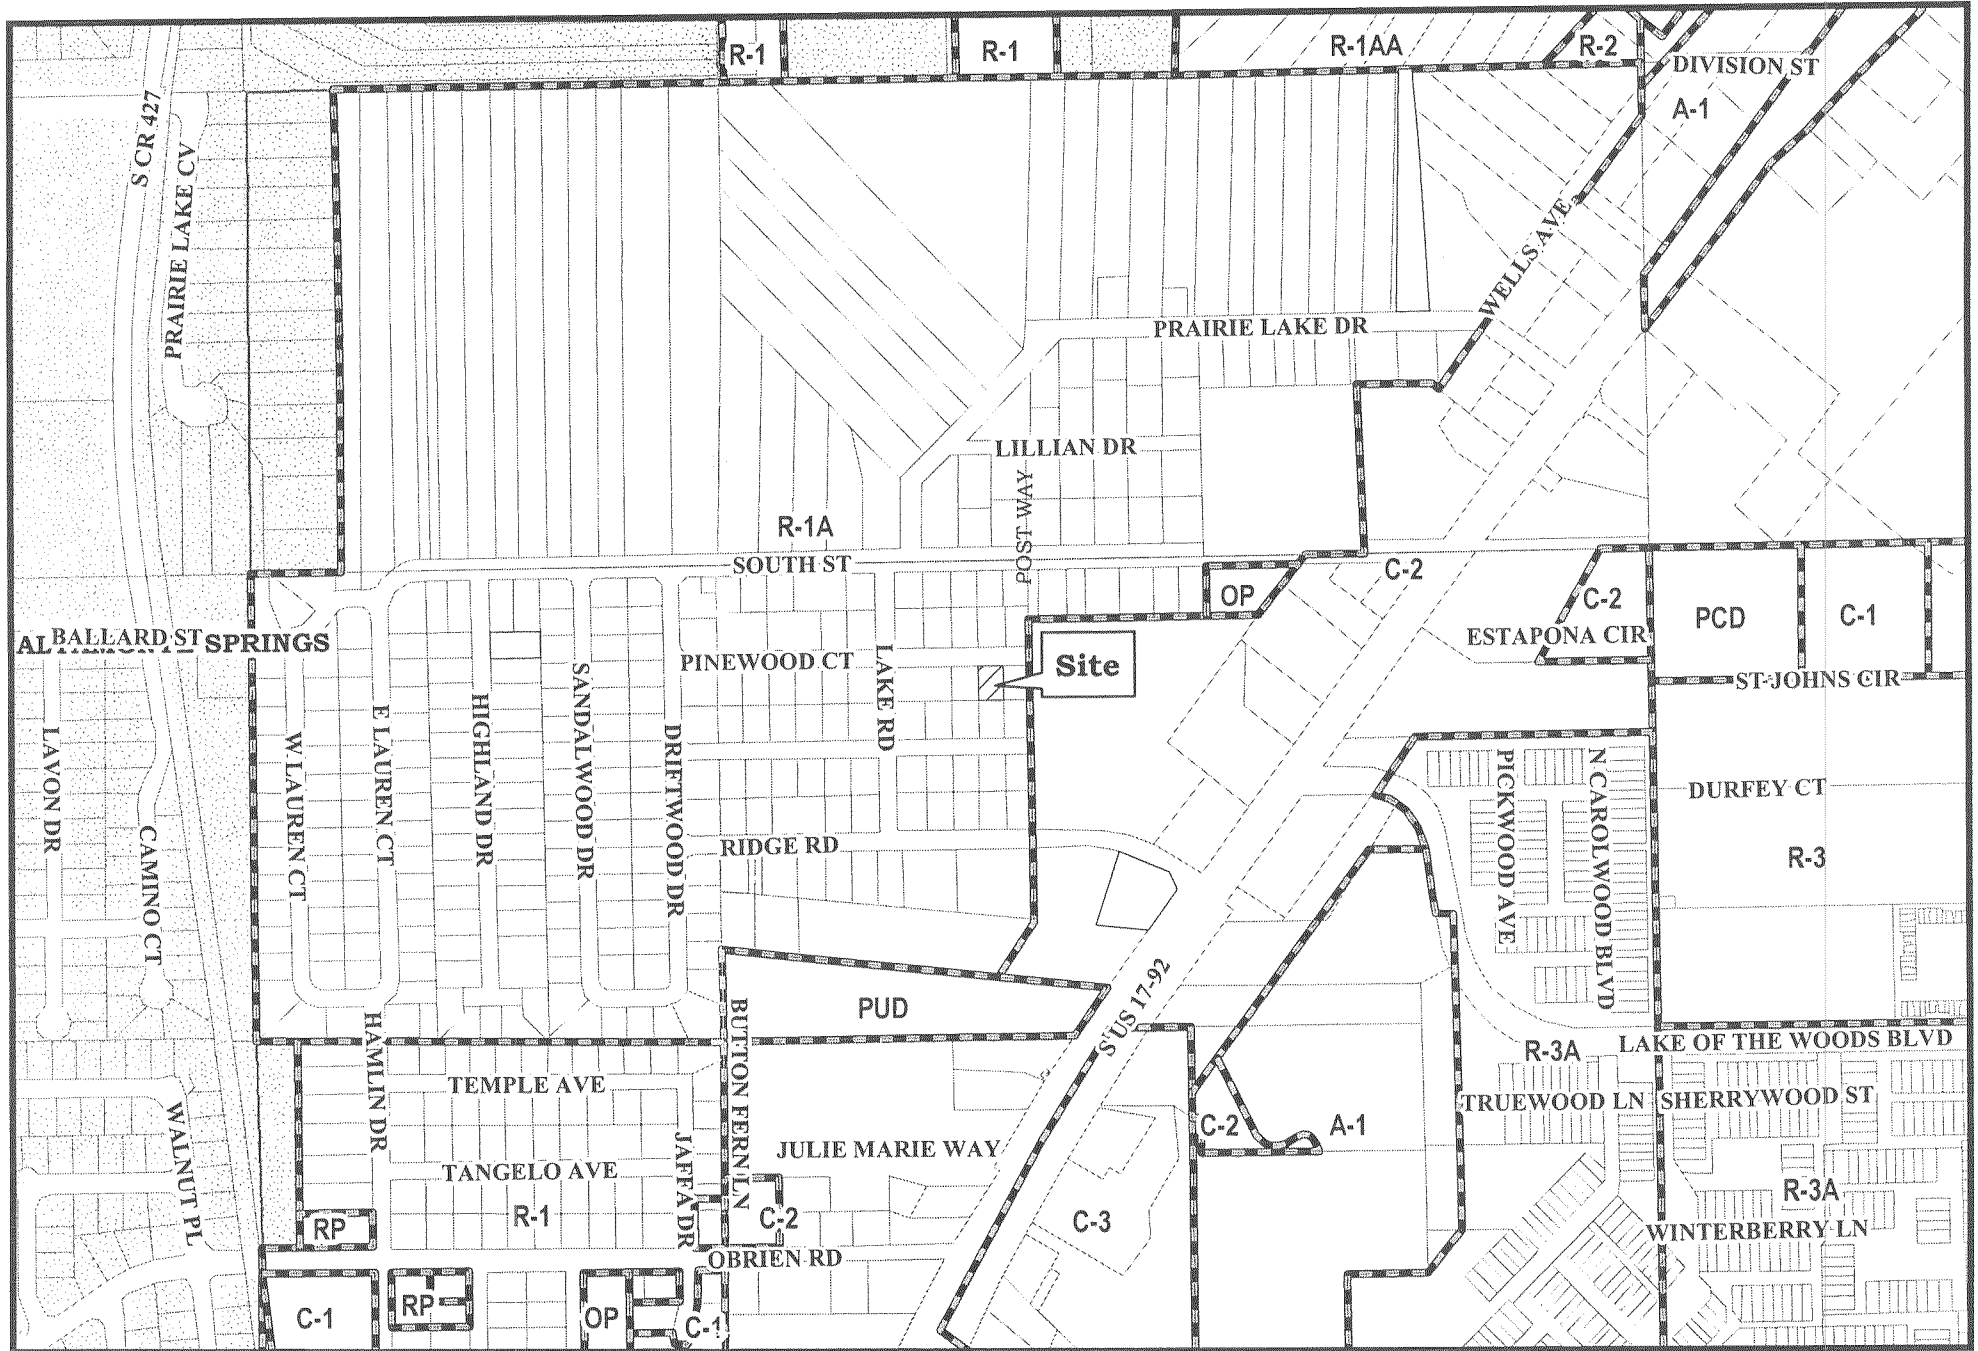 R-1
R-1
R-1AA
R-2
DIVISION ST
A-1
S CR 427
PRAIRIE LAKE CV
WELLS AVE
PRAIRIE LAKE DR
LILLIAN DR
POST WAY
R-1A
SOUTH ST
C-2
OP
C-2
PCD
C-1
BALLARD ST
SPRINGS
ESTAPONA CIR
PINEWOOD CT
LAKE RD
Site
ST JOHNS CIR
LAVON DR
CAMINO CT
W LAUREN CT
E LAUREN CT
HIGHLAND DR
SANDALWOOD DR
DRIFTWOOD DR
PICKWOOD AVE
N CAROLWOOD BLVD
DURFEY CT
RIDGE RD
R-3
PUD
S US 17-92
BUTTON FERN LN
HAMLIN DR
R-3A
LAKE OF THE WOODS BLVD
TEMPLE AVE
TRUEWOOD LN
SHERRYWOOD ST
WALNUT PL
JAFFA DR
JULIE MARIE WAY
C-2
A-1
TANGELO AVE
R-1
RP
C-2
C-3
R-3A
WINTERBERRY LN
OBRIEN RD
C-1
RP
OP
C-1